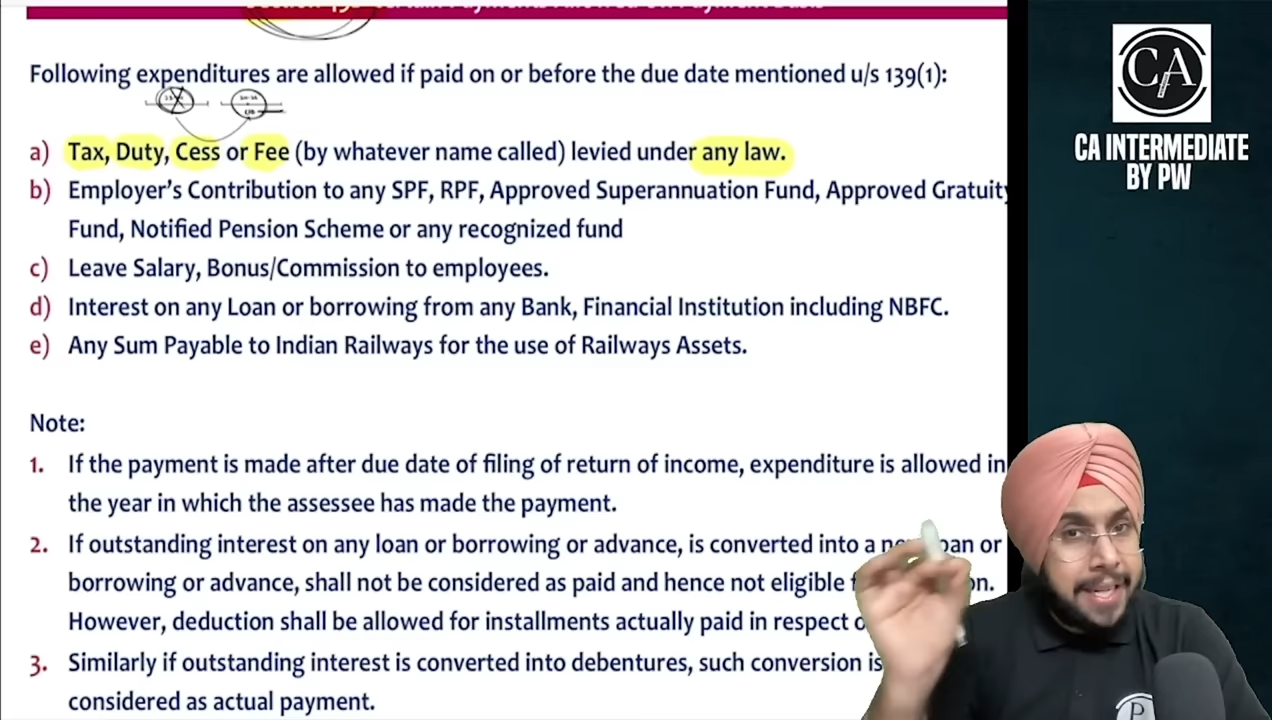 Following expenditures are allowed if paid on or before the due date mentioned u/s 139(1):
a) Tax, Duty, Cess or Fee (by whatever name called) levied under any law.
b) Employer's Contribution to any SPF, RPF, Approved Superannuation Fund, Approved Gratuity
Fund, Notified Pension Scheme or any recognized fund
c) Leave Salary, Bonus/Commission to employees.
d) Interest on any Loan or borrowing from any Bank, Financial Institution including NBFC.
e) Any Sum Payable to Indian Railways for the use of Railways Assets.
Note:
1. If the payment is made after due date of filing of return of income, expenditure is allowed in
the year in which the assessee has made the payment.
2. If outstanding interest on any loan or borrowing or advance, is converted into a or
borrowing or advance, shall not be considered as paid and hence not eligible
However, deduction shall be allowed for installments actually paid in respect
3. Similarly if outstanding interest is converted into debentures, such conversion is
considered as actual payment.
CA
CA INTERMEDIATE
BY PW
P